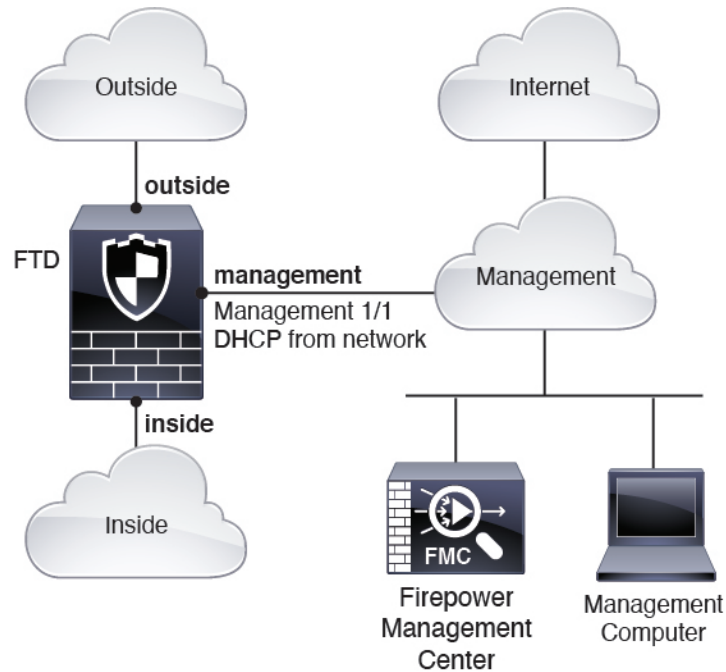 Outside
Internet
outside
FTD
management
Management
Management 1/1
DHCP from network
inside
Inside
FMC
Firepower
Management
Center
Management
Computer